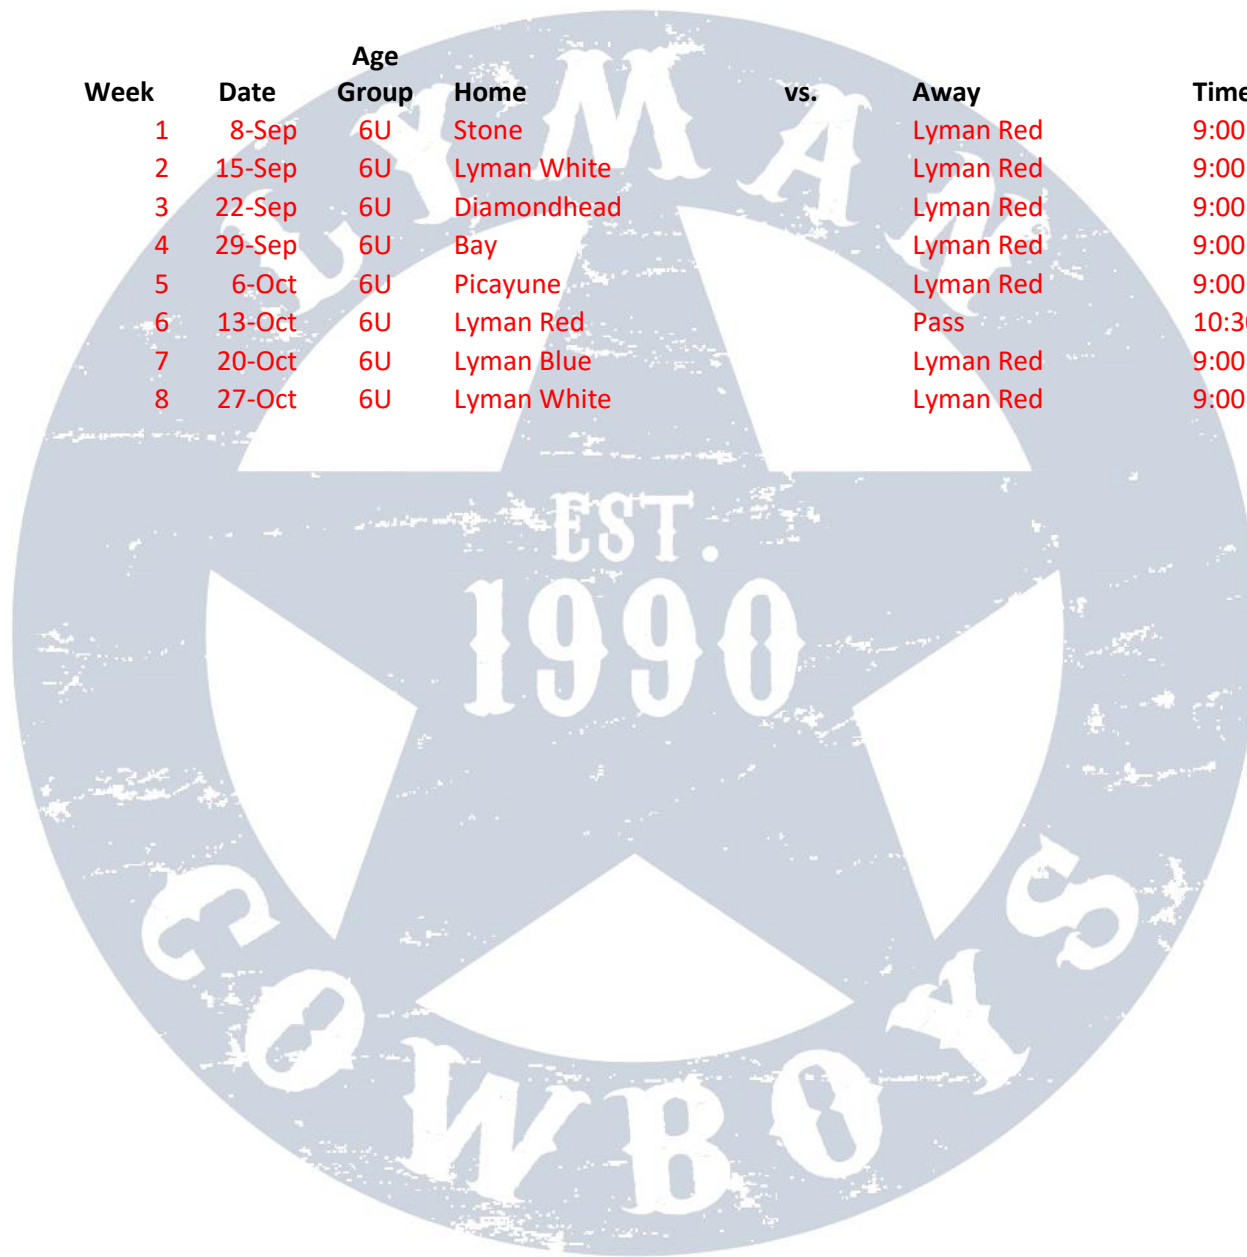 Age
Week Date Group Home vs. Away Time
1 8-Sep 6U Stone Lyman Red 9:00
2 15-Sep 6U Lyman White Lyman Red 9:00
3 22-Sep 6U Diamondhead Lyman Red 9:00
4 29-Sep 6U Bay Lyman Red 9:00
5 6-Oct 6U Picayune Lyman Red 9:00
6 13-Oct 6U Lyman Red Pass 10:30
7 20-Oct 6U Lyman Blue Lyman Red 9:00
8 27-Oct 6U Lyman White Lyman Red 9:00
LYMAN
EST.
1990
COWBOYS